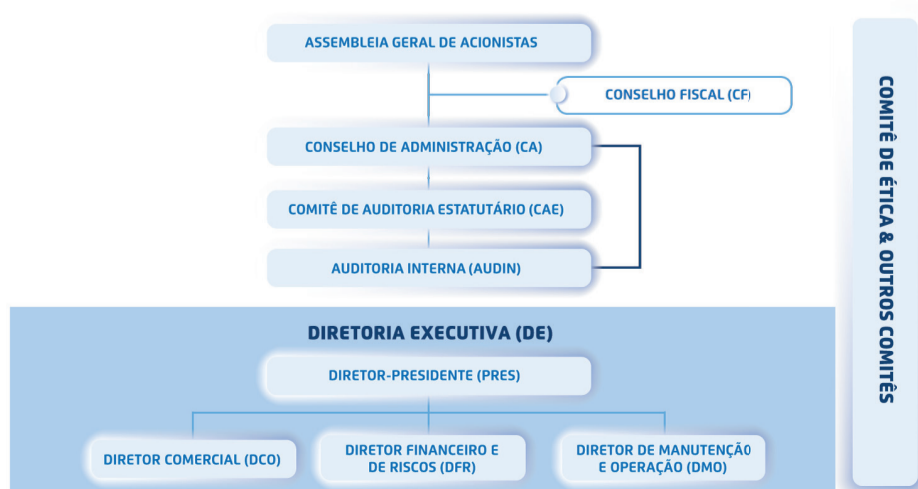 ASSEMBLEIA GERAL DE ACIONISTAS
CONSELHO FISCAL (CF)
CONSELHO DE ADMINISTRAÇÃO (CA)
COMITÊ DE AUDITORIA ESTATUTÁRIO (CAE)
AUDITORIA INTERNA (AUDIN)
DIRETORIA EXECUTIVA (DE)
DIRETOR-PRESIDENTE (PRES)
DIRETOR COMERCIAL (DCO)
DIRETOR FINANCEIRO E
DE RISCOS (DFR)
DIRETOR DE MANUTENÇÃO
E OPERAÇÃO (DMO)
COMITÊ DE ÉTICA & OUTROS COMITÊS